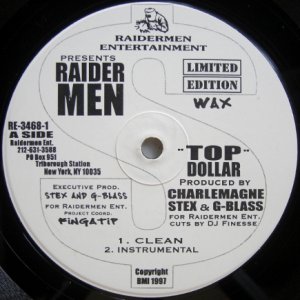 RAIDERMEN
ENTERTAINMENT
PRESENTS
RAIDER
MEN
LIMITED
EDITION
WAX
RE-3468-1
A SIDE
Raidermen Ent.
212-631-3588
PO Box 951
Triborough Station
New York, NY 10035
"TOP"
DOLLAR
PRODUCED BY
CHARLEMAGNE
STEX & G-BLASS
FOR RAIDERMEN ENT.
CUTS BY DJ FINESSE
EXECUTIVE PROD.
STEX AND G-BLASS
FOR RAIDERMEN ENT.
PROJECT COORD.
FINGATIP
1. CLEAN
2. INSTRUMENTAL
Copyright
BMI 1997